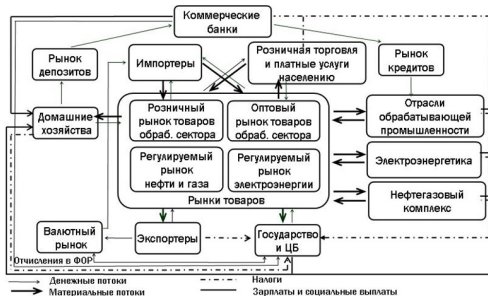 Коммерческие
банки
Рынок
депозитов
Импортеры
Розничная торговля
и платные услуги
населению
Рынок
кредитов
Домашние
хозяйства
Розничный
рынок товаров
обраб. сектора
Оптовый
рынок товаров
обраб. сектора
Отрасли
обрабатывающей
промышленности
Регулируемый
рынок
нефти и газа
Регулируемый
рынок
электроэнергии
Электроэнергетика
Рынки товаров
Нефтегазовый
комплекс
Валютный
рынок
Экспортеры
Государство
и ЦБ
Отчисления в ФОР
Денежные потоки
Материальные потоки
Налоги
Зарплаты и социальные выплаты